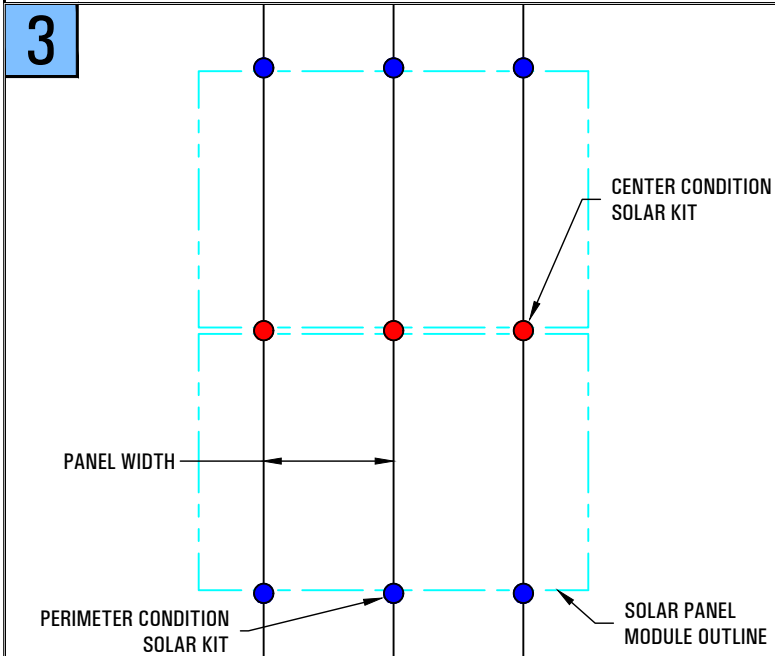 3
CENTER CONDITION
SOLAR KIT
PANEL WIDTH
PERIMETER CONDITION
SOLAR KIT
SOLAR PANEL
MODULE OUTLINE